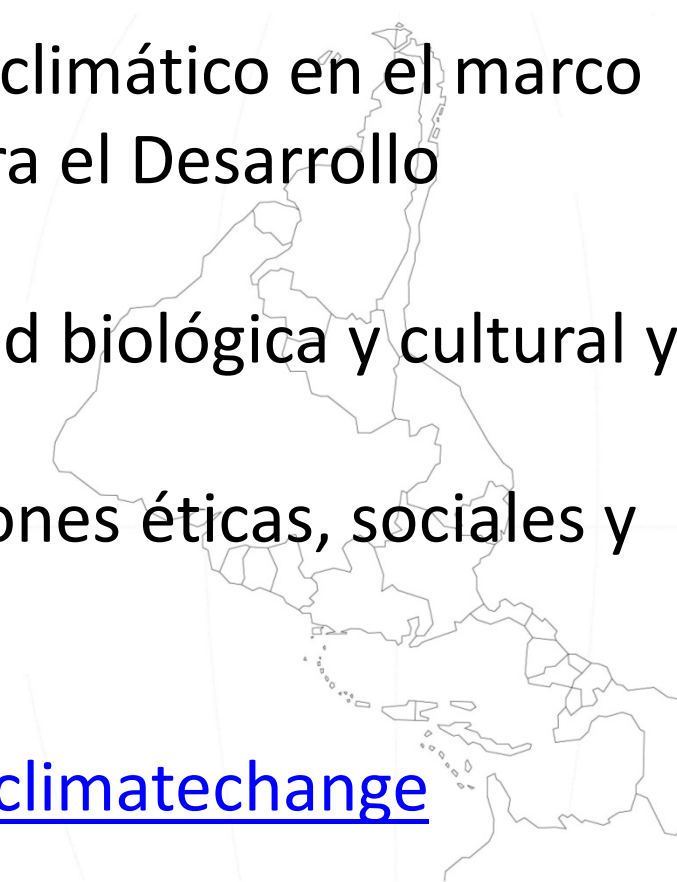 climático en el marco
ra el Desarrollo
d biológica y cultural y
ones éticas, sociales y
climatechange